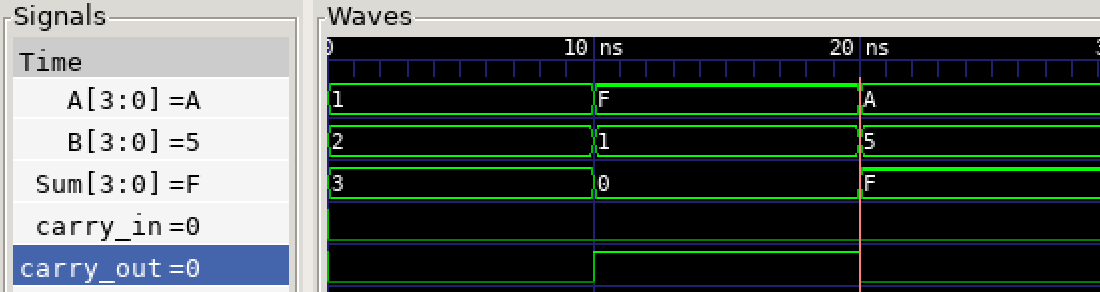 Signals
Waves
Time
0 10 ns 20 ns
A[3:0] =A
1 F A
B[3:0] =5
2 1 5
Sum[3:0] =F
3 0 F
carry_in =0
carry_out =0